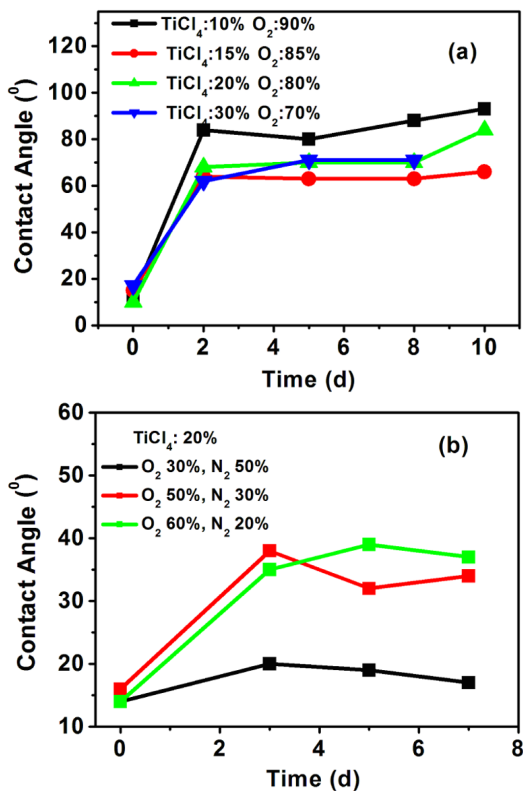 TiCl4:10% O2:90%
TiCl4:15% O2:85%
TiCl4:20% O2:80%
TiCl4:30% O2:70%
(a)
120
100
80
60
40
20
0
Contact Angle (0)
0 2 4 6 8 10
Time (d)
TiCl4: 20%
O2 30%, N2 50%
O2 50%, N2 30%
O2 60%, N2 20%
(b)
60
50
40
30
20
10
Contact Angle (0)
0 2 4 6 8
Time (d)